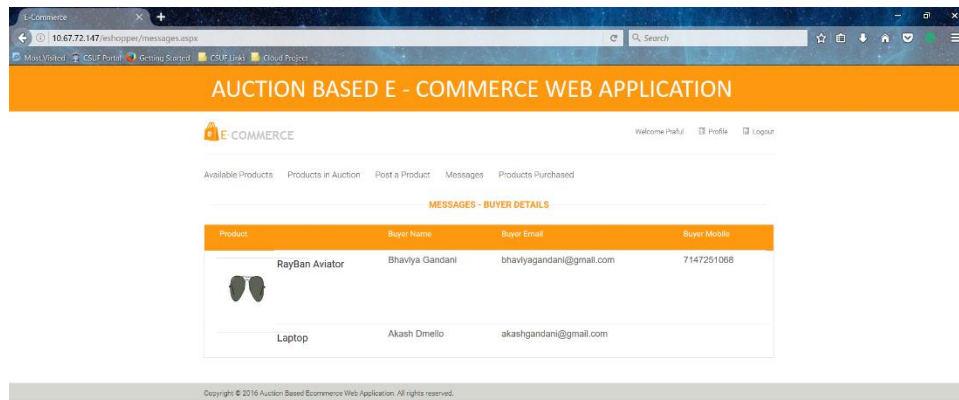 E-Commerce
10.67.72.147/eshopper/messages.aspx
Search
Most Visited CSUF Portal Getting Started CSUF Links Cloud Project
AUCTION BASED E - COMMERCE WEB APPLICATION
E-COMMERCE
Welcome Praful Profile Logout
Available Products Products in Auction Post a Product Messages Products Purchased
MESSAGES - BUYER DETAILS
Product Buyer Name Buyer Email Buyer Mobile
RayBan Aviator Bhaviya Gandani bhaviyagandani@gmail.com 7147251068
Laptop Akash Dmello akashgandani@gmail.com
Copyright © 2016 Auction Based Ecommerce Web Application. All rights reserved.